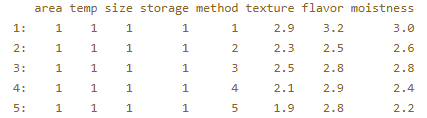 area temp size storage method texture flavor moistness
1: 1 1 1 1 1 2.9 3.2 3.0
2: 1 1 1 1 2 2.3 2.5 2.6
3: 1 1 1 1 3 2.5 2.8 2.8
4: 1 1 1 1 4 2.1 2.9 2.4
5: 1 1 1 1 5 1.9 2.8 2.2